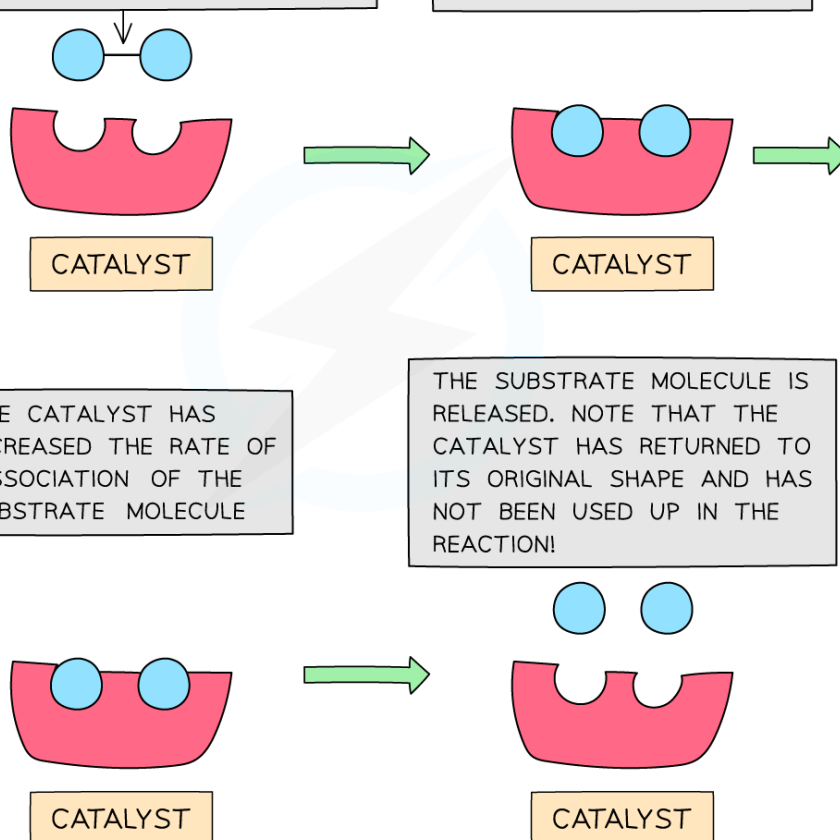 CATALYST
CATALYST
E CATALYST HAS
CREASED THE RATE OF
SSOCIATION OF THE
BSTRATE MOLECULE
THE SUBSTRATE MOLECULE IS
RELEASED. NOTE THAT THE
CATALYST HAS RETURNED TO
ITS ORIGINAL SHAPE AND HAS
NOT BEEN USED UP IN THE
REACTION!
CATALYST
CATALYST